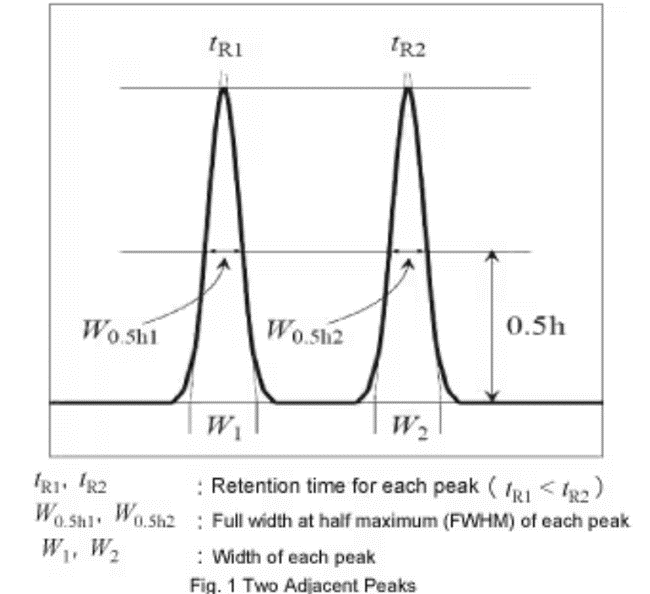 tR1 tR2
W0.5h1 W0.5h2 0.5h
W1 W2
tR1, tR2 : Retention time for each peak ( tR1 < tR2 )
W0.5h1, W0.5h2 : Full width at half maximum (FWHM) of each peak
W1, W2 : Width of each peak
Fig. 1 Two Adjacent Peaks